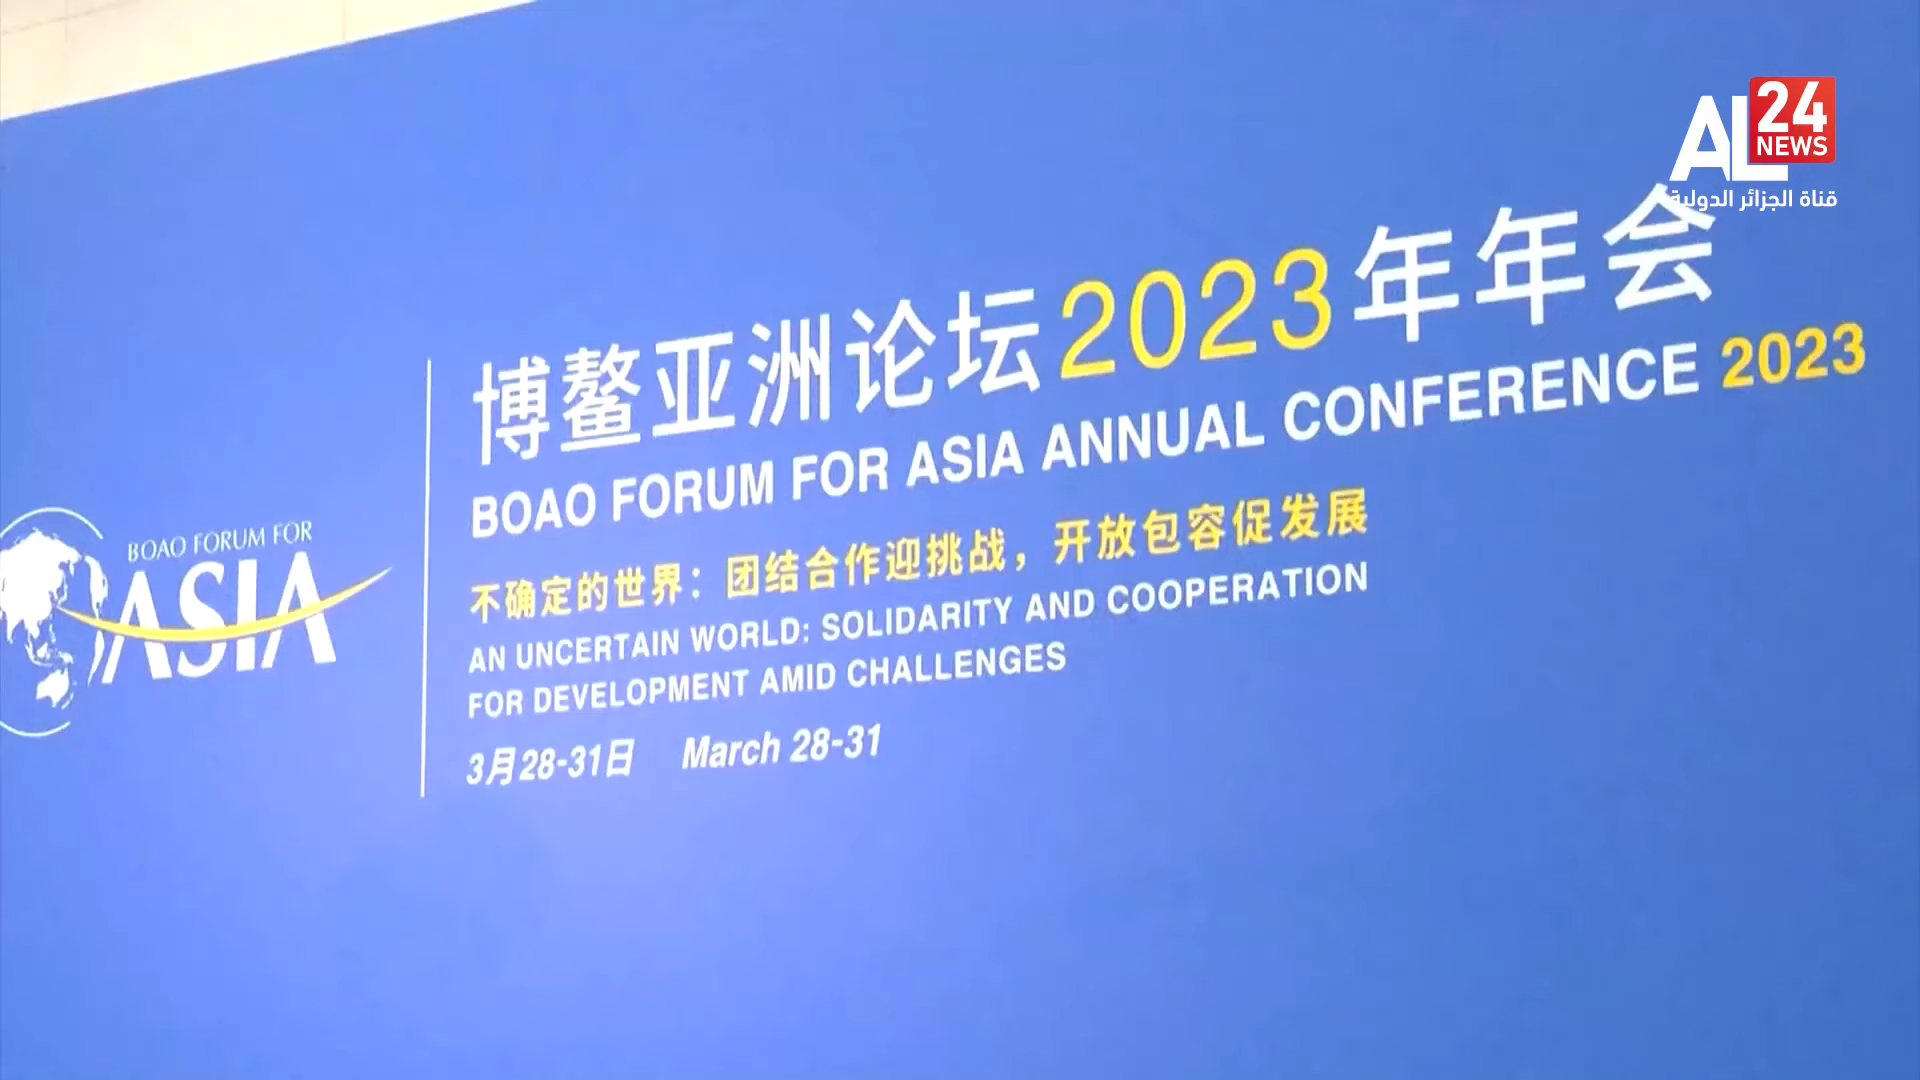 AL
24
NEWS
قناة الجزائر الدولية
博鳌亚洲论坛2023年年会
BOAO FORUM FOR ASIA ANNUAL CONFERENCE 2023
不确定的世界：团结合作迎挑战，开放包容促发展
AN UNCERTAIN WORLD: SOLIDARITY AND COOPERATION
FOR DEVELOPMENT AMID CHALLENGES
3月28-31日 March 28-31
BOAO FORUM FOR
ASIA